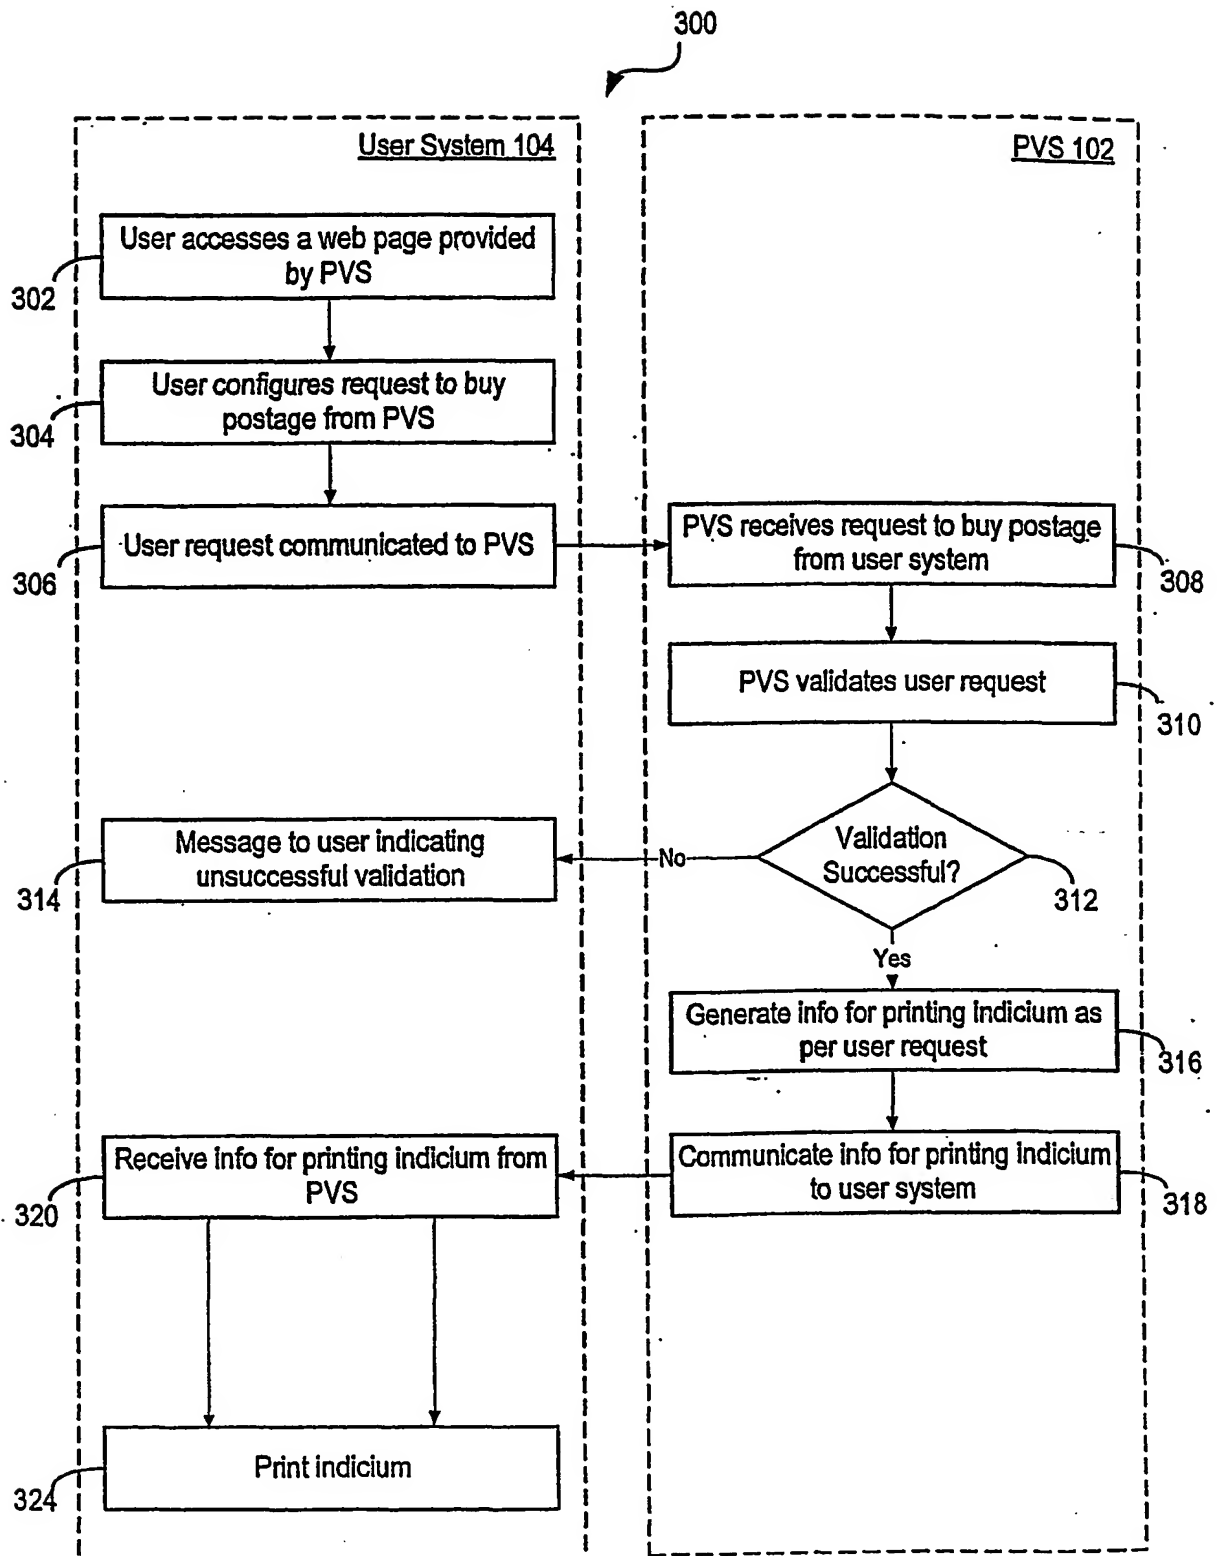 300
User System 104
PVS 102
User accesses a web page provided
by PVS
302
User configures request to buy
postage from PVS
304
User request communicated to PVS
306
PVS receives request to buy postage
from user system
308
PVS validates user request
310
Validation
Successful?
312
No
Message to user indicating
unsuccessful validation
314
Yes
Generate info for printing indicium as
per user request
316
Communicate info for printing indicium
to user system
318
Receive info for printing indicium from
PVS
320
Print indicium
324